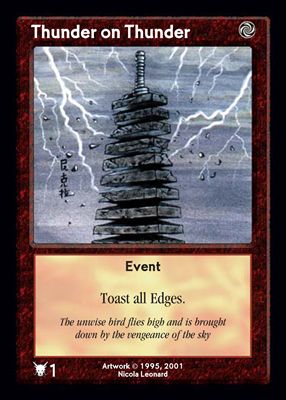 Thunder on Thunder
Event
Toast all Edges.
The unwise bird flies high and is brought
down by the vengeance of the sky
Artwork © 1995, 2001
Nicola Leonard
1